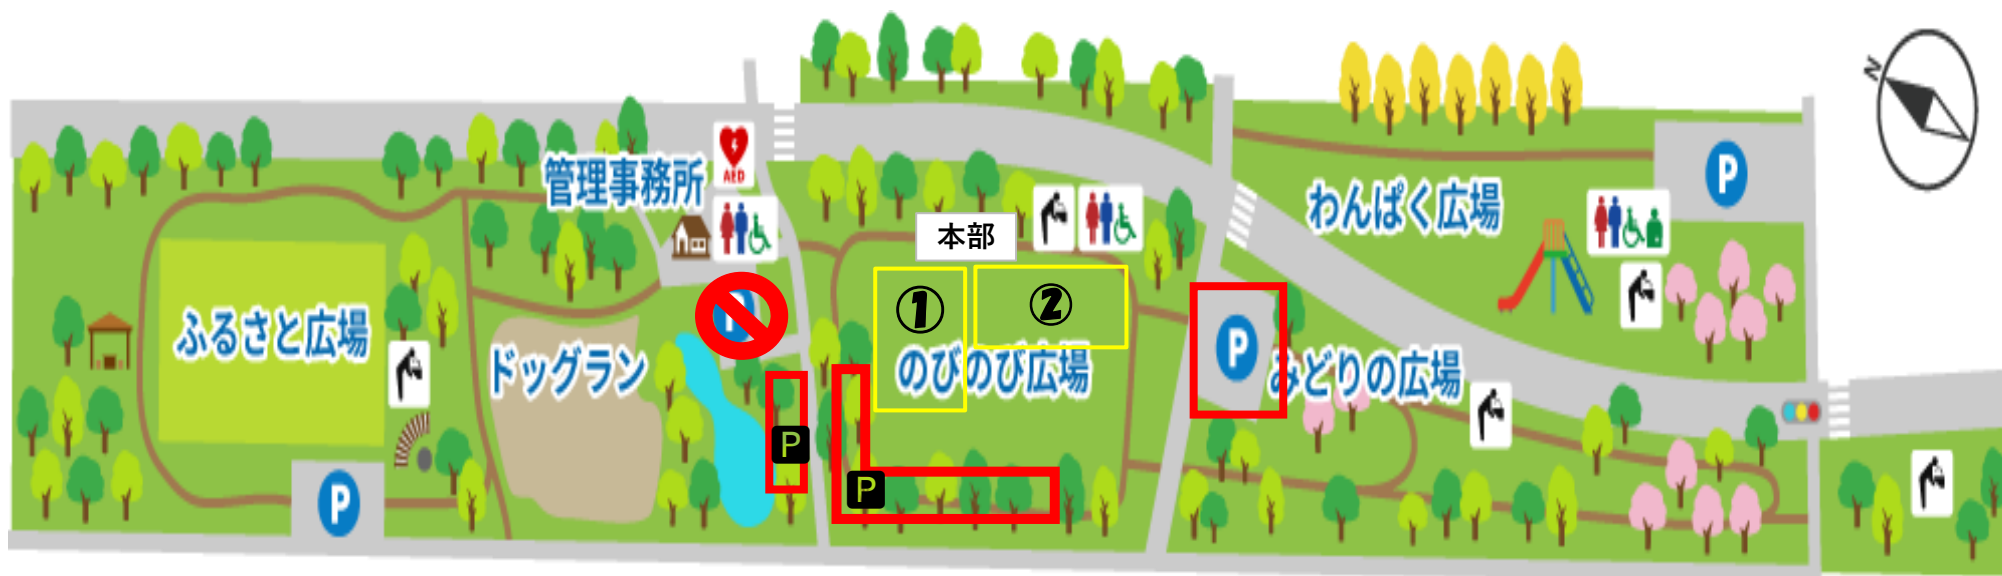 N
AED
管理事務所
わんぱく広場
P
本部
① ②
ふるさと広場
P
P
ドッグラン
のびのび広場
みどりの広場
P
P
P